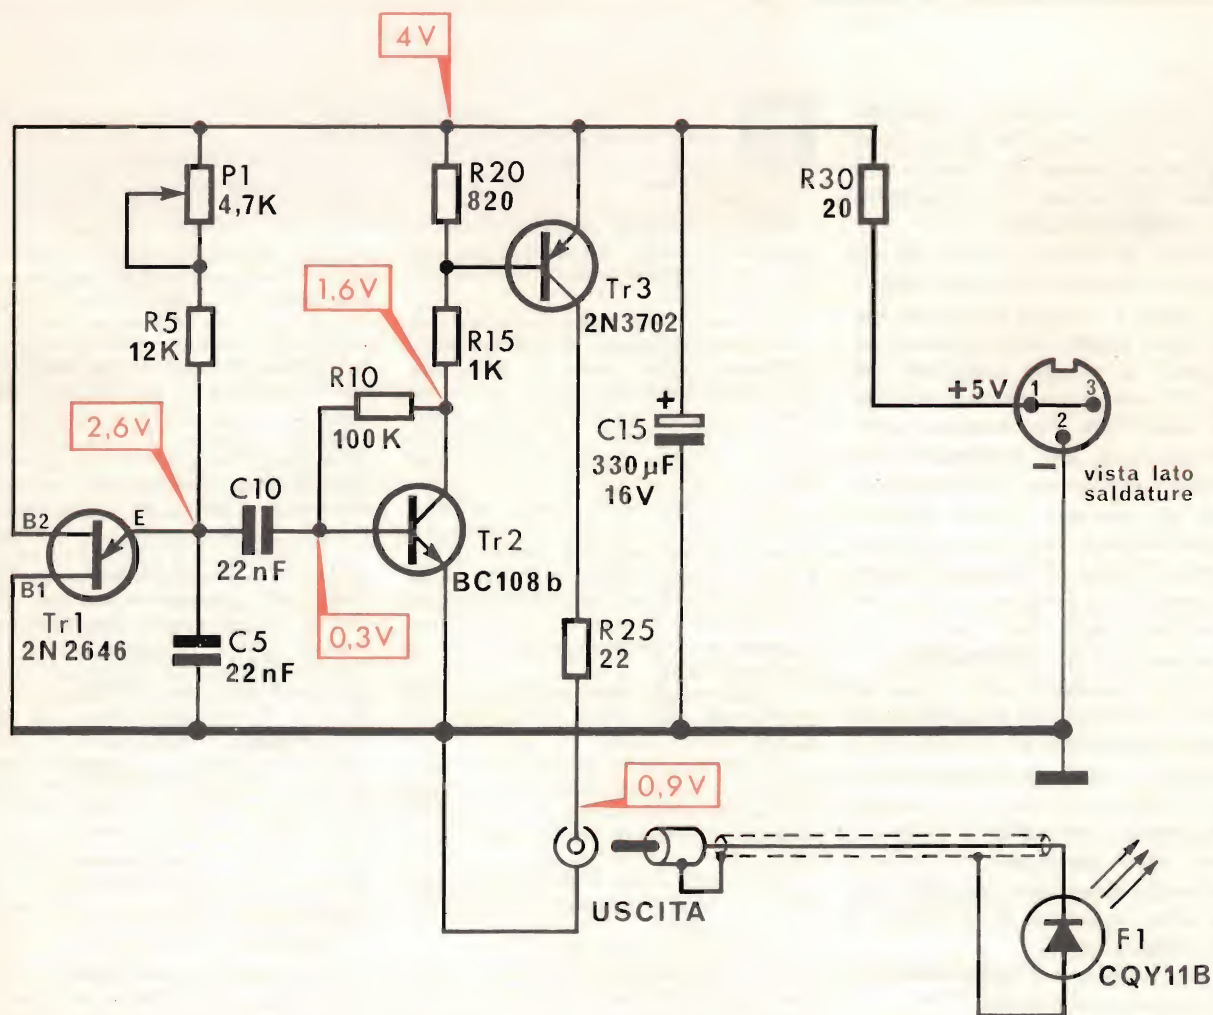 4 V
P1
4,7K
R20
820
R30
20
1,6V
Tr3
2N3702
R5
12K
R15
1K
R10
100K
+5V
1
3
2
–
vista lato
saldature
2,6V
+
C15
330µF
16V
C10
22nF
B2
E
B1
Tr1
2N2646
Tr2
BC108b
0,3V
C5
22nF
R25
22
0,9V
USCITA
F1
CQY11B